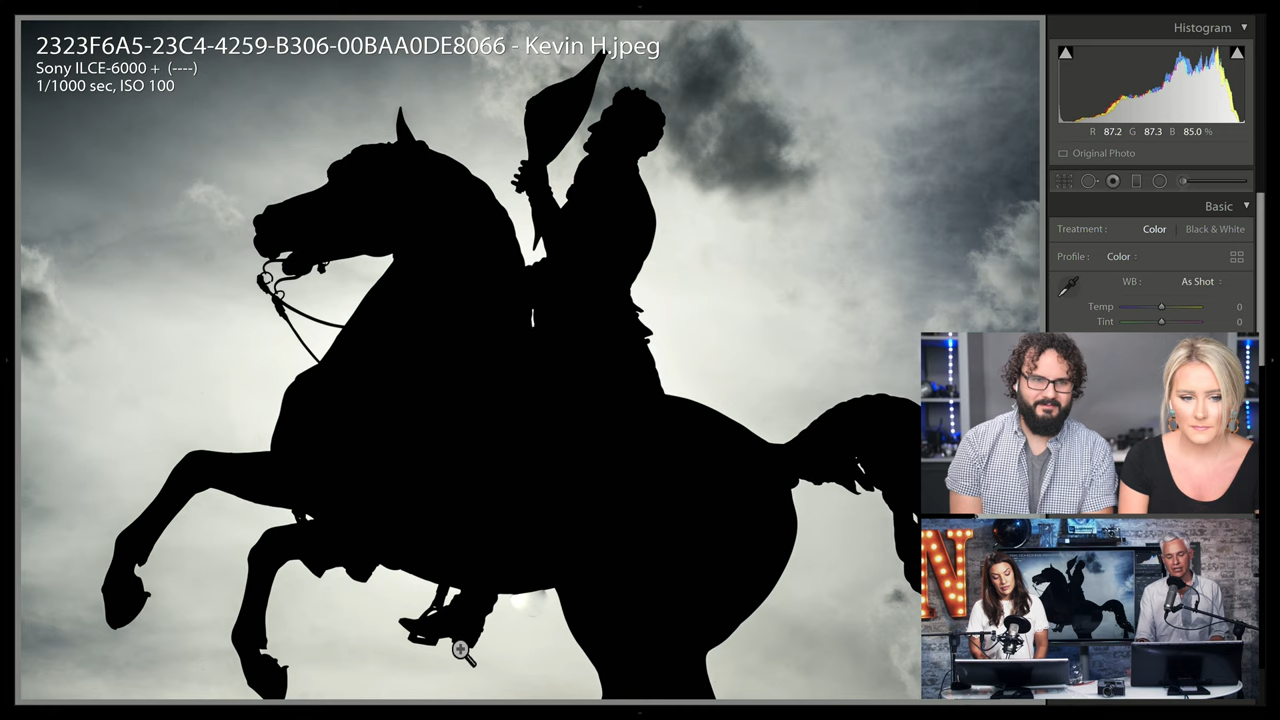 2323F6A5-23C4-4259-B306-00BAA0DE8066 - Kevin H.jpeg
Sony ILCE-6000 + (----)
1/1000 sec, ISO 100
Histogram
R 87.2 G 87.3 B 85.0 %
Original Photo
Basic
Treatment : Color Black & White
Profile : Color
WB : As Shot
Temp 0
Tint 0
N